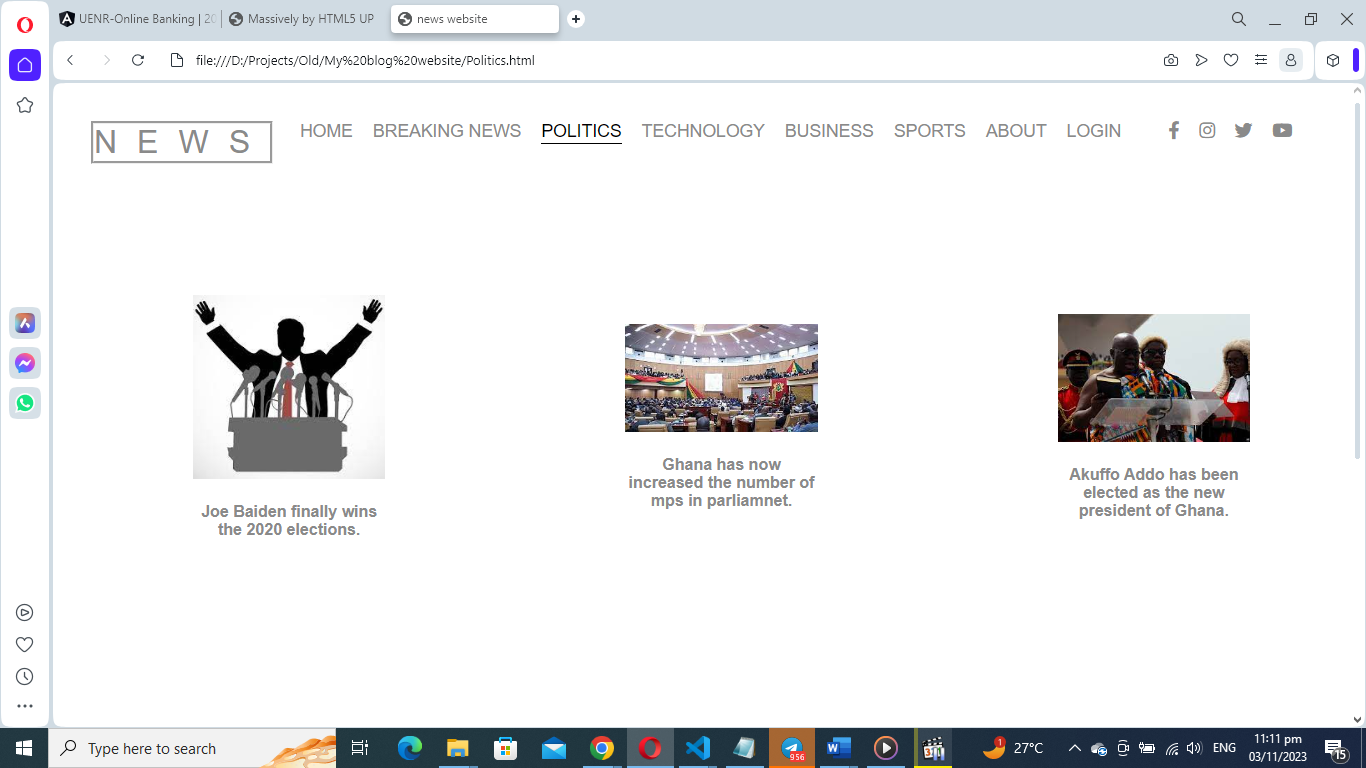 UENR-Online Banking | 20
Massively by HTML5 UP
news website
file:///D:/Projects/Old/My%20blog%20website/Politics.html
NEWS
HOME
BREAKING NEWS
POLITICS
TECHNOLOGY
BUSINESS
SPORTS
ABOUT
LOGIN
Joe Baiden finally wins
the 2020 elections.
Ghana has now
increased the number of
mps in parliamnet.
Akuffo Addo has been
elected as the new
president of Ghana.
Type here to search
956
1
27°C
ENG
11:11 pm
03/11/2023
15